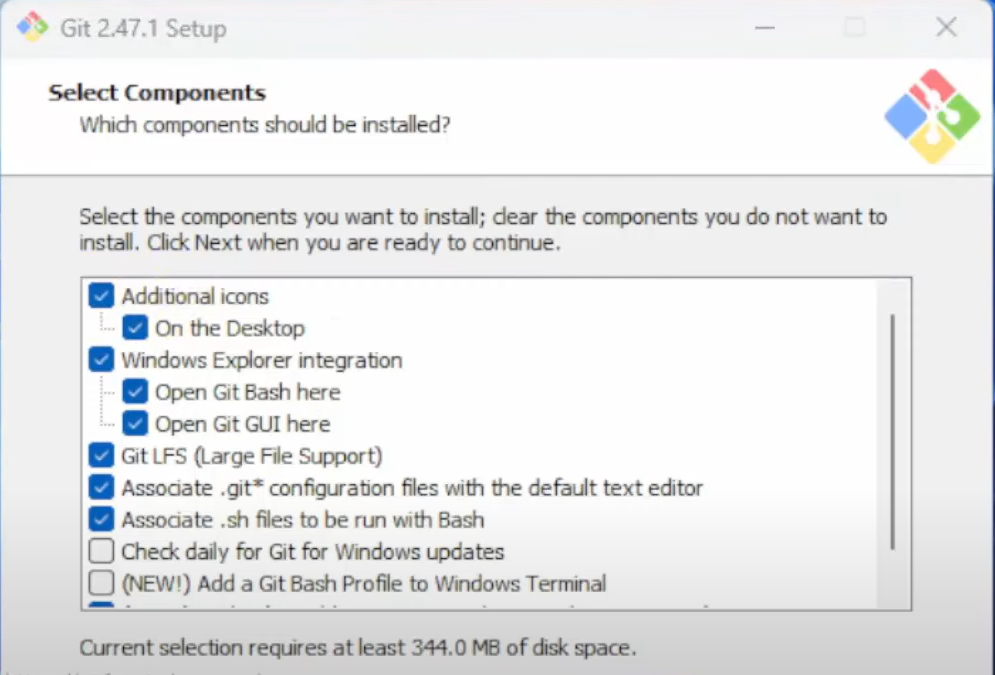 Git 2.47.1 Setup
Select Components
Which components should be installed?
Select the components you want to install; clear the components you do not want to
install. Click Next when you are ready to continue.
Additional icons
On the Desktop
Windows Explorer integration
Open Git Bash here
Open Git GUI here
Git LFS (Large File Support)
Associate .git* configuration files with the default text editor
Associate .sh files to be run with Bash
Check daily for Git for Windows updates
(NEW!) Add a Git Bash Profile to Windows Terminal
Current selection requires at least 344.0 MB of disk space.